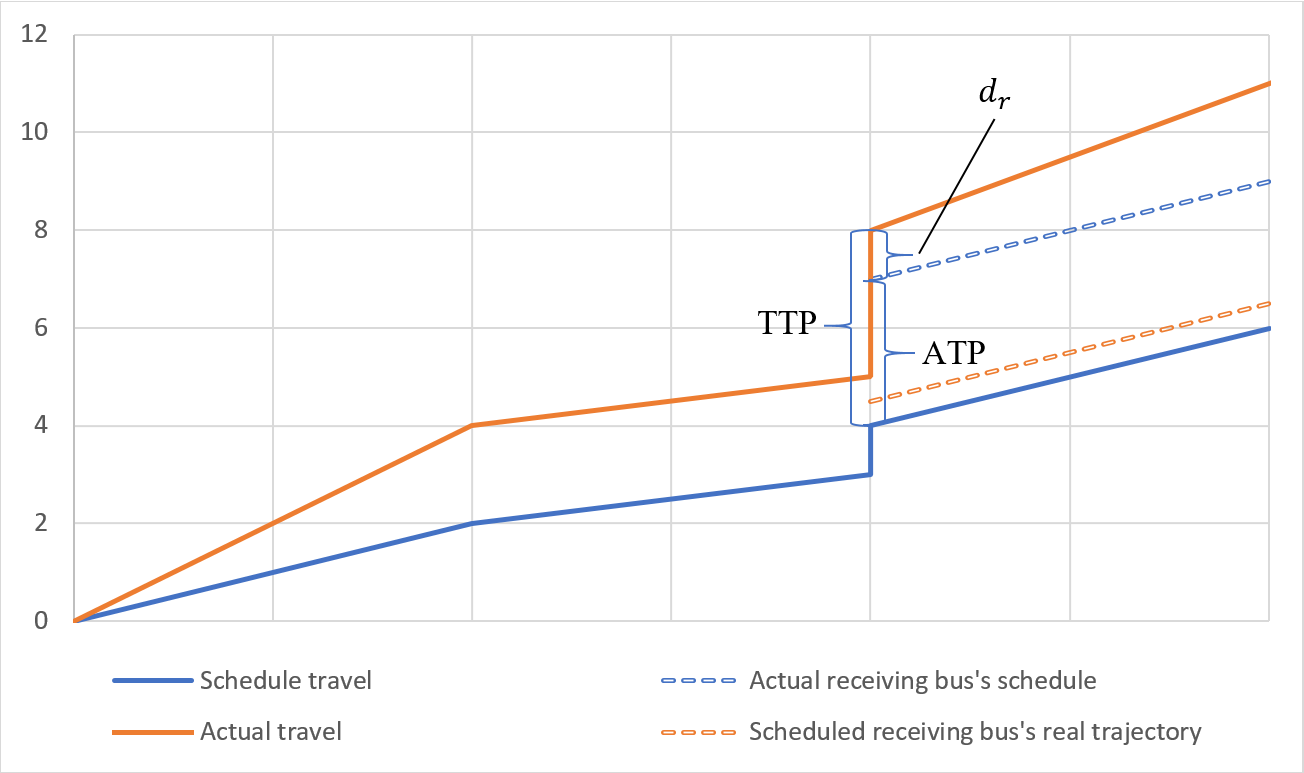 12
10
8
6
4
2
0
d_r
TTP
ATP
Schedule travel
Actual receiving bus's schedule
Actual travel
Scheduled receiving bus's real trajectory